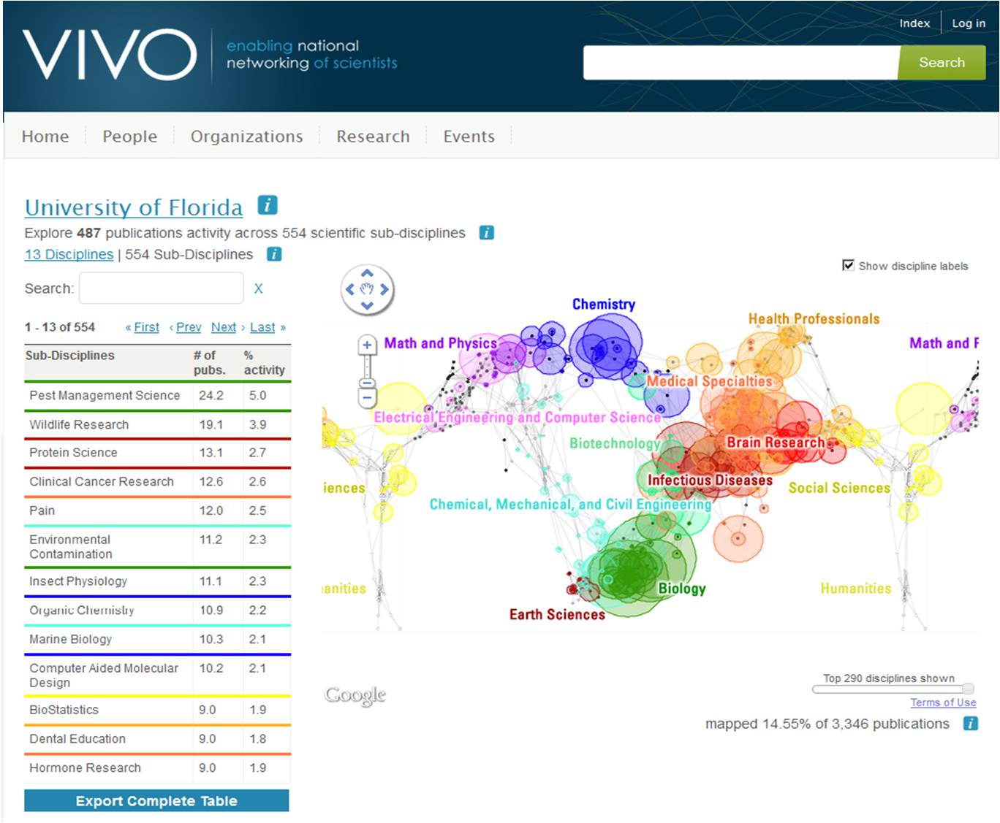 VIVO
enabling national
networking of scientists
Index
Log in
Search
Home
People
Organizations
Research
Events
University of Florida i
Explore 487 publications activity across 554 scientific sub-disciplines i
13 Disciplines | 554 Sub-Disciplines i
Search:
X
1 - 13 of 554 « First ‹ Prev Next › Last »
Sub-Disciplines # of pubs. % activity
Pest Management Science 24.2 5.0
Wildlife Research 19.1 3.9
Protein Science 13.1 2.7
Clinical Cancer Research 12.6 2.6
Pain 12.0 2.5
Environmental 11.2 2.3
Contamination
Insect Physiology 11.1 2.3
Organic Chemistry 10.9 2.2
Marine Biology 10.3 2.1
Computer Aided Molecular 10.2 2.1
Design
BioStatistics 9.0 1.9
Dental Education 9.0 1.8
Hormone Research 9.0 1.9
Export Complete Table
Show discipline labels
Chemistry
Health Professionals
Math and Physics
Math and F
Medical Specialties
Electrical Engineering and Computer Science
Biotechnology
Brain Research
Infectious Diseases
iences
Social Sciences
Chemical, Mechanical, and Civil Engineering
anities
Biology
Humanities
Earth Sciences
Top 290 disciplines shown
Google
Terms of Use
mapped 14.55% of 3,346 publications i